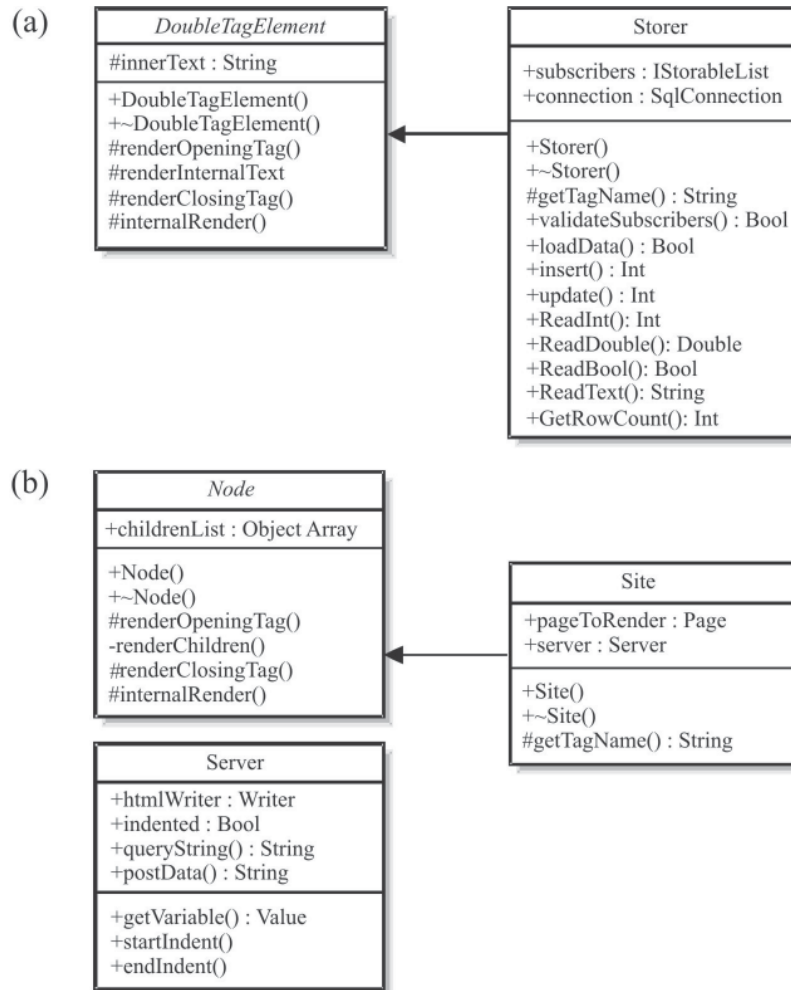 (a)
DoubleTagElement
#innerText : String
+DoubleTagElement()
+~DoubleTagElement()
#renderOpeningTag()
#renderInternalText
#renderClosingTag()
#internalRender()
Storer
+subscribers : IStorableList
+connection : SqlConnection
+Storer()
+~Storer()
#getTagName() : String
+validateSubscribers() : Bool
+loadData() : Bool
+insert() : Int
+update() : Int
+ReadInt(): Int
+ReadDouble(): Double
+ReadBool(): Bool
+ReadText(): String
+GetRowCount(): Int
(b)
Node
+childrenList : Object Array
+Node()
+~Node()
#renderOpeningTag()
-renderChildren()
#renderClosingTag()
#internalRender()
Site
+pageToRender : Page
+server : Server
+Site()
+~Site()
#getTagName() : String
Server
+htmlWriter : Writer
+indented : Bool
+queryString() : String
+postData() : String
+getVariable() : Value
+startIndent()
+endIndent()